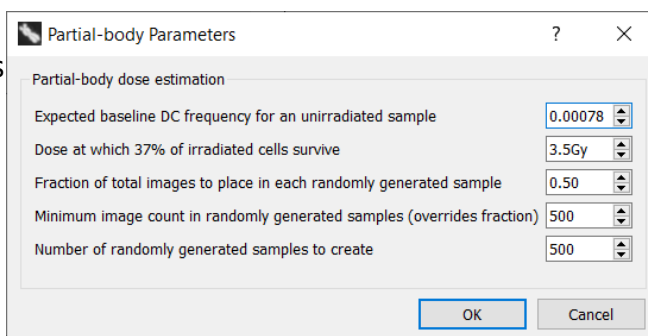 Partial-body Parameters ? ×
s
Partial-body dose estimation
Expected baseline DC frequency for an unirradiated sample 0.00078
Dose at which 37% of irradiated cells survive 3.5Gy
Fraction of total images to place in each randomly generated sample 0.50
Minimum image count in randomly generated samples (overrides fraction) 500
Number of randomly generated samples to create 500
OK Cancel